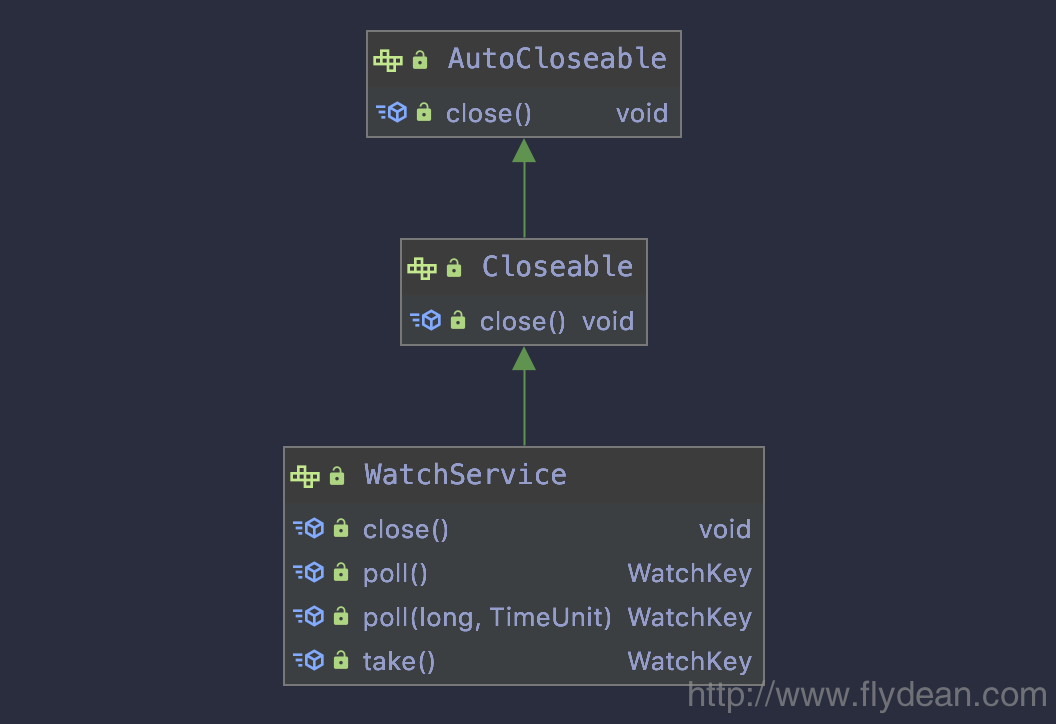 AutoCloseable
close() void
Closeable
close() void
WatchService
close() void
poll() WatchKey
poll(long, TimeUnit) WatchKey
take() WatchKey
http://www.flydean.com